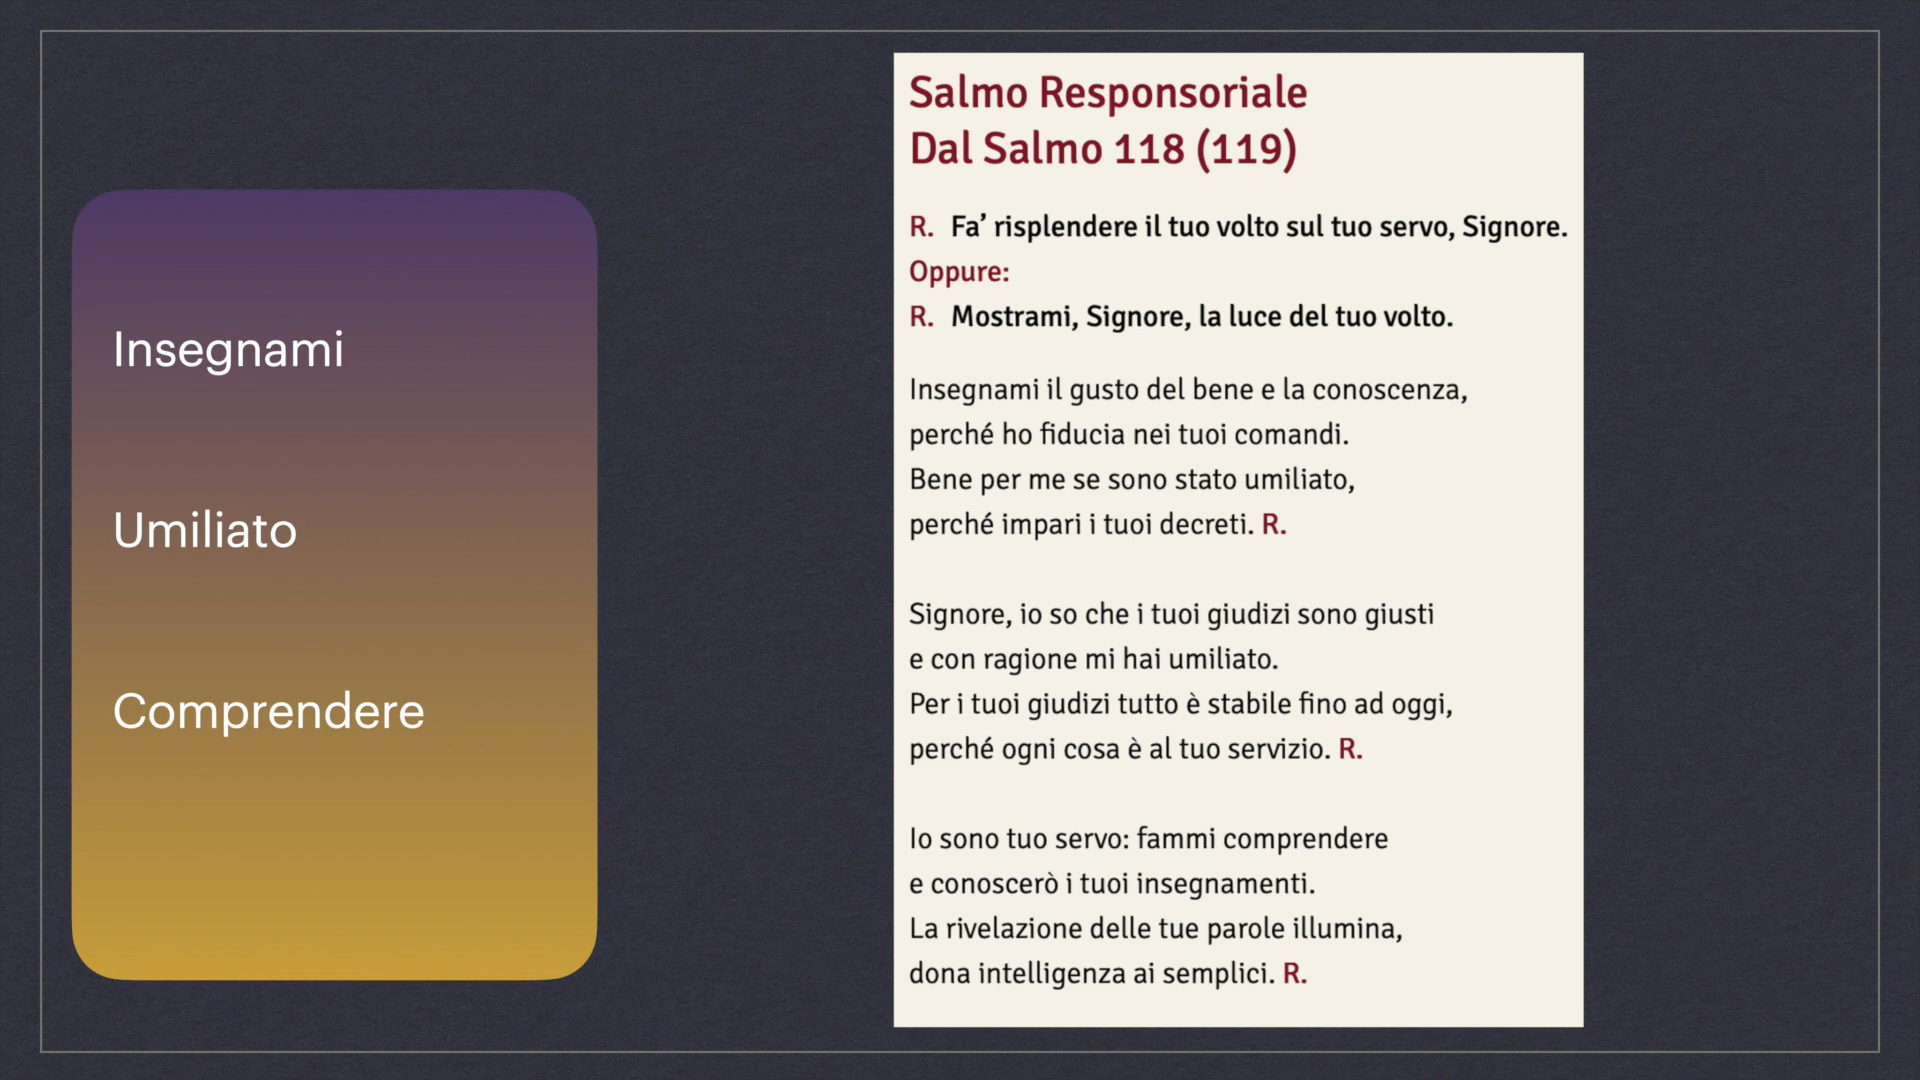 Insegnami
Umiliato
Comprendere
Salmo Responsoriale
Dal Salmo 118 (119)
R. Fa’ risplendere il tuo volto sul tuo servo, Signore.
Oppure:
R. Mostrami, Signore, la luce del tuo volto.
Insegnami il gusto del bene e la conoscenza,
perché ho fiducia nei tuoi comandi.
Bene per me se sono stato umiliato,
perché impari i tuoi decreti. R.
Signore, io so che i tuoi giudizi sono giusti
e con ragione mi hai umiliato.
Per i tuoi giudizi tutto è stabile fino ad oggi,
perché ogni cosa è al tuo servizio. R.
Io sono tuo servo: fammi comprendere
e conoscerò i tuoi insegnamenti.
La rivelazione delle tue parole illumina,
dona intelligenza ai semplici. R.